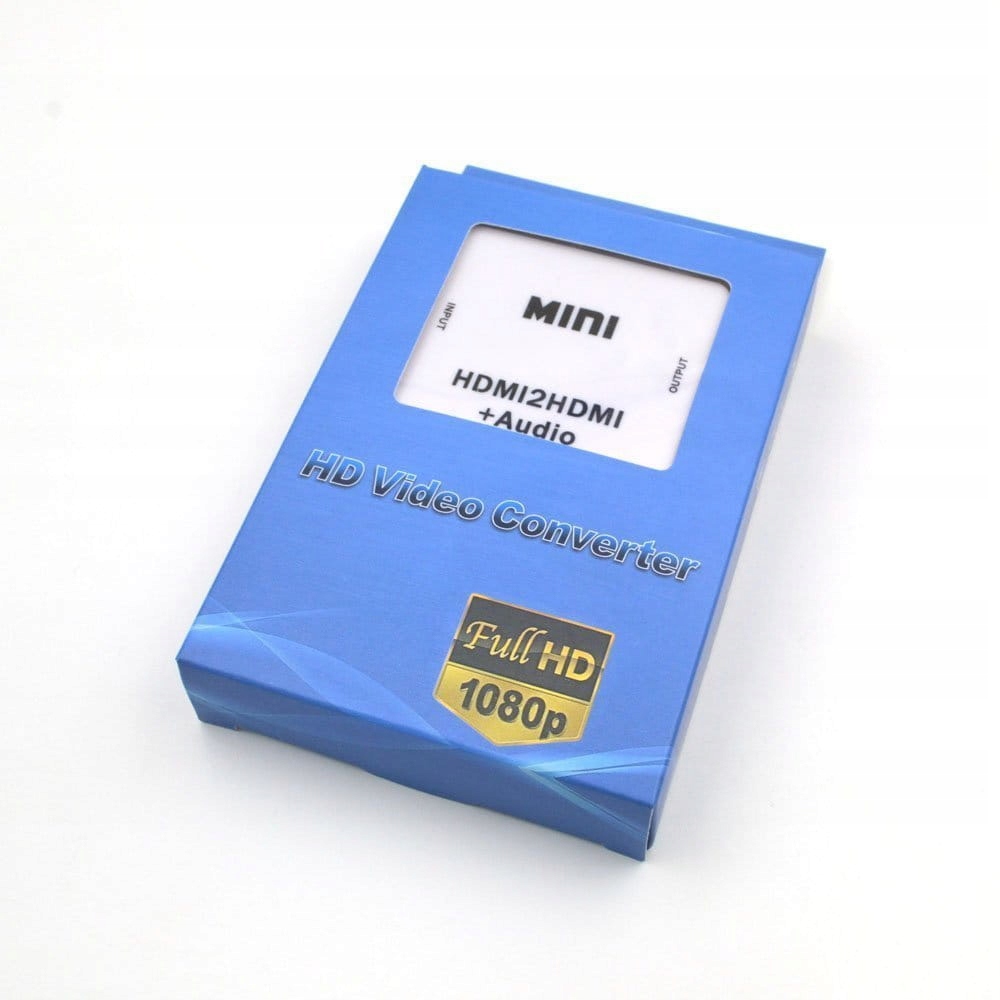 MINI
INPUT
OUTPUT
HDMI2HDMI
+Audio
HD Video Converter
Full HD
1080p